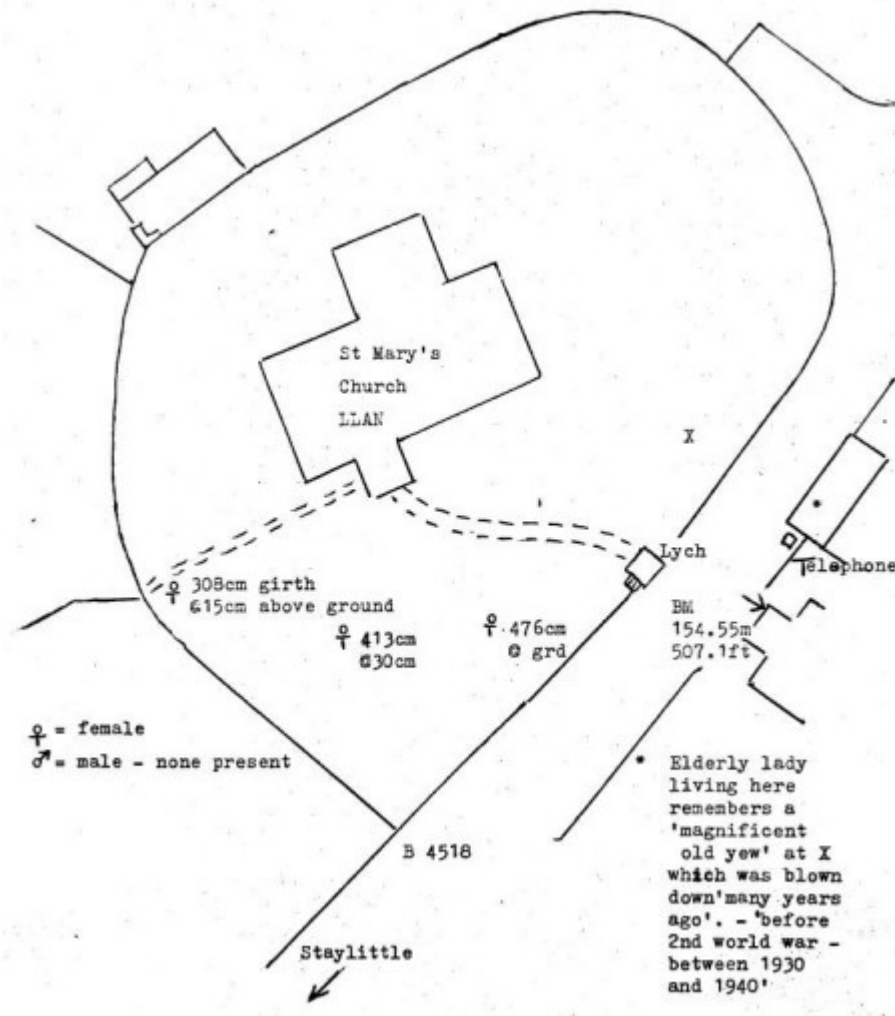 St Mary's
Church
LLAN
X
Lych
Telephone
♀ 308cm girth
@15cm above ground
♀ 413cm
@30cm
♀ 476cm
@ grd
BM
154.55m
507.1ft
♀ = female
♂ = male - none present
* Elderly lady
living here
remembers a
'magnificent
old yew' at X
which was blown
down'many years
ago'. - 'before
2nd world war -
between 1930
and 1940'
B 4518
Staylittle